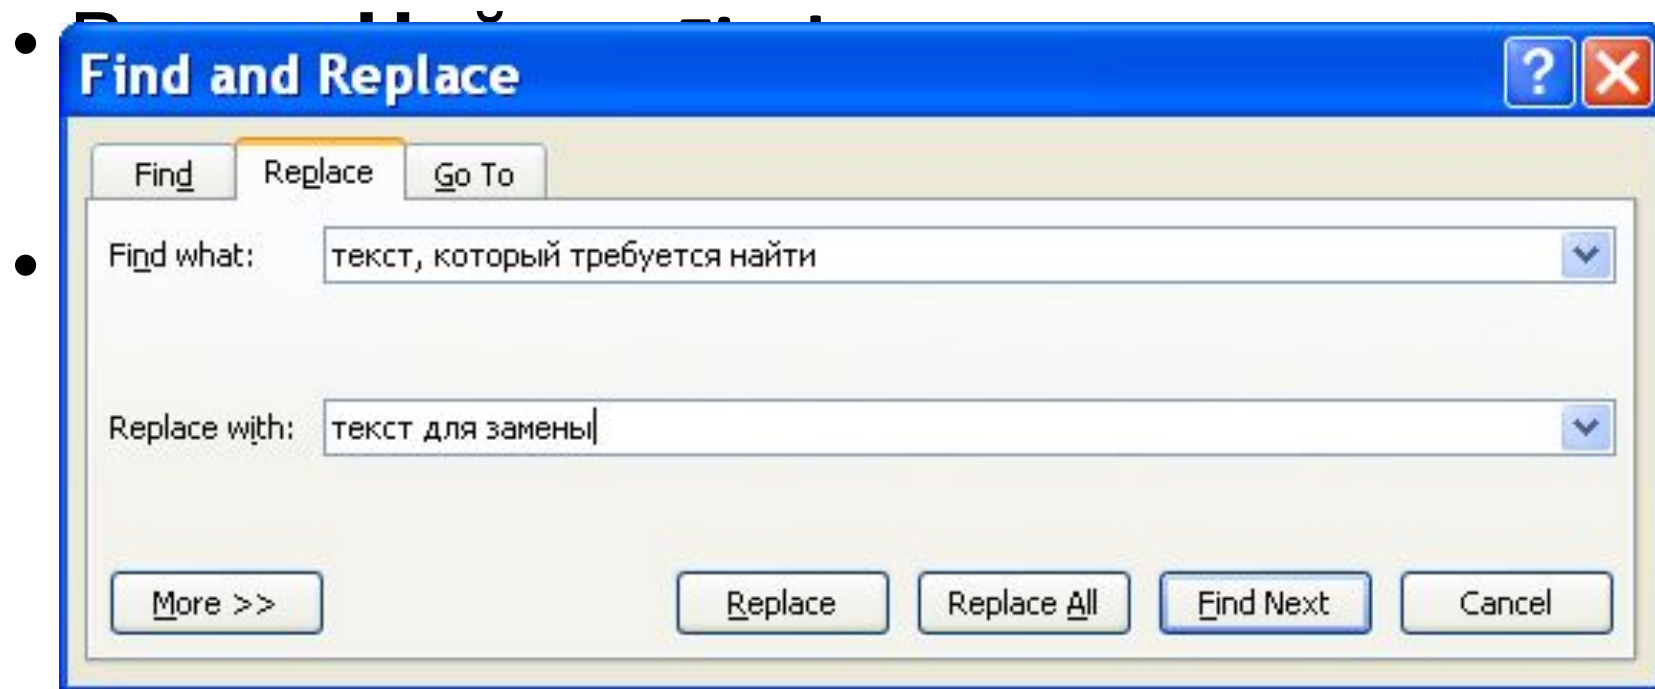 Find and Replace
Find Replace Go To
Find what: текст, который требуется найти
Replace with: текст для замены
More >> Replace Replace All Find Next Cancel